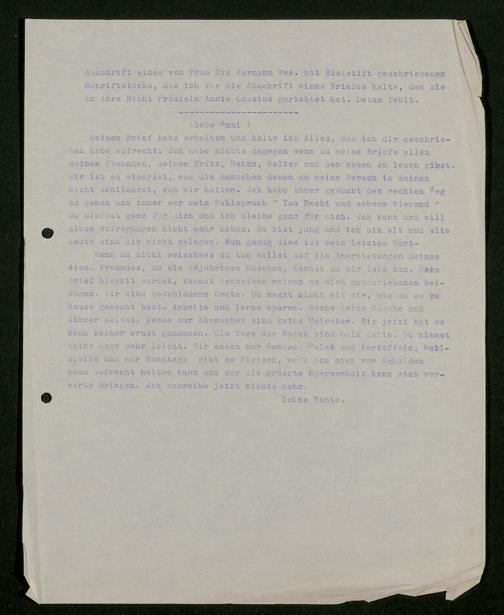 Abschrift eines von Frau Eva Hermann Wwe. mit Bleistift geschriebenen
Schriftstücks, das ich für die Abschrift eines Briefes halte, den sie
an ihre Nicht Fräulein Annie Lossius gerichtet hat. Datum fehlt.
Liebe Anni !
Deinen Brief habe erhalten und halte ich Alles, was ich dir geschrie-
ben habe aufrecht. Ich habe nichts dagegen wenn du meine Briefe allen
deinen Freunden, deinen Fritz, Heinz, Walter und den neuen zu lesen gibst.
Mir ist es einerlei, was die Menschen denen du meine Person in deinem
Licht schilderst, von mir halten. Ich habe immer gesucht den rechten Weg
zu gehen und immer war mein Wahlspruch " Tue Recht und scheue Niemand "
Du bleibst ganz für dich und ich bleibe ganz für mich. Ich kann und will
diese Aufregungen nicht mehr haben. Du bist jung und ich bin alt und alte
Leute sind dir nicht gelegen. Nun genug dies ist mein letztes Wort-
Wenn du nicht weisst was du tun sollst auf die Anerbietungen deines
4ten. Freundes, du als 28jähriges Mädchen, kannst du mir leid tun. Dein
Brief hiermit zurück, kannst denselben meinen an dich geschriebenen bei-
fügen. Wir sind geschiedene Leute. Du magst nicht mit mir, wie du es zu
Hause gemacht hast. Arbeite und lerne sparen. Mache deine Wäsche und
Zimmer selbst. Denke nur Kurmacher sind keine Heirater. Bis jetzt hat es
noch keiner ernst genommen. Die Tage der Rosen sind bald dahin. Du nimmst
deine Lage sehr leicht. Wir essen nur Gemüse, Salat und Kartoffeln, Mehl-
speise und nur Sonntags gibt es Fleisch, weil ich mich vor Schulden
kaum aufrecht halten kann und nur die grösste Sparsamkeit kann mich vor-
wärts bringen. Ich schreibe jetzt nichts mehr.
Deine Tante.